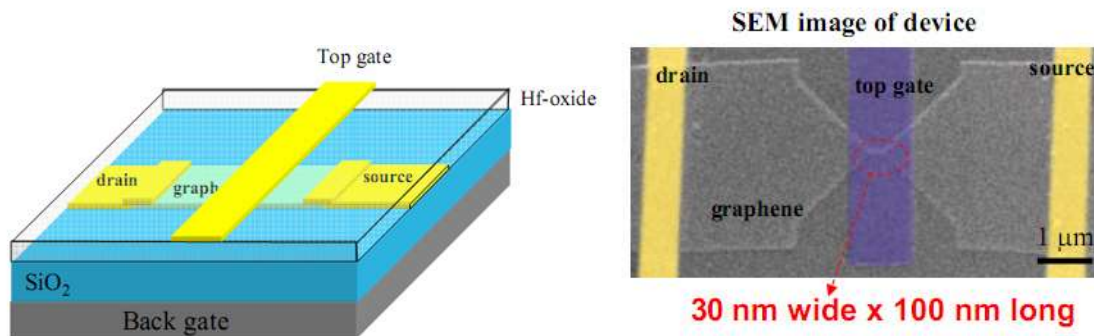 Top gate
Hf-oxide
drain
graph
source
SiO₂
Back gate
SEM image of device
drain
source
top gate
graphene
1 μm
30 nm wide x 100 nm long